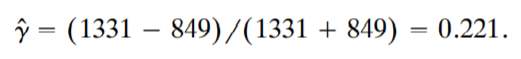 γ̂ = (1331 − 849)/(1331 + 849) = 0.221.